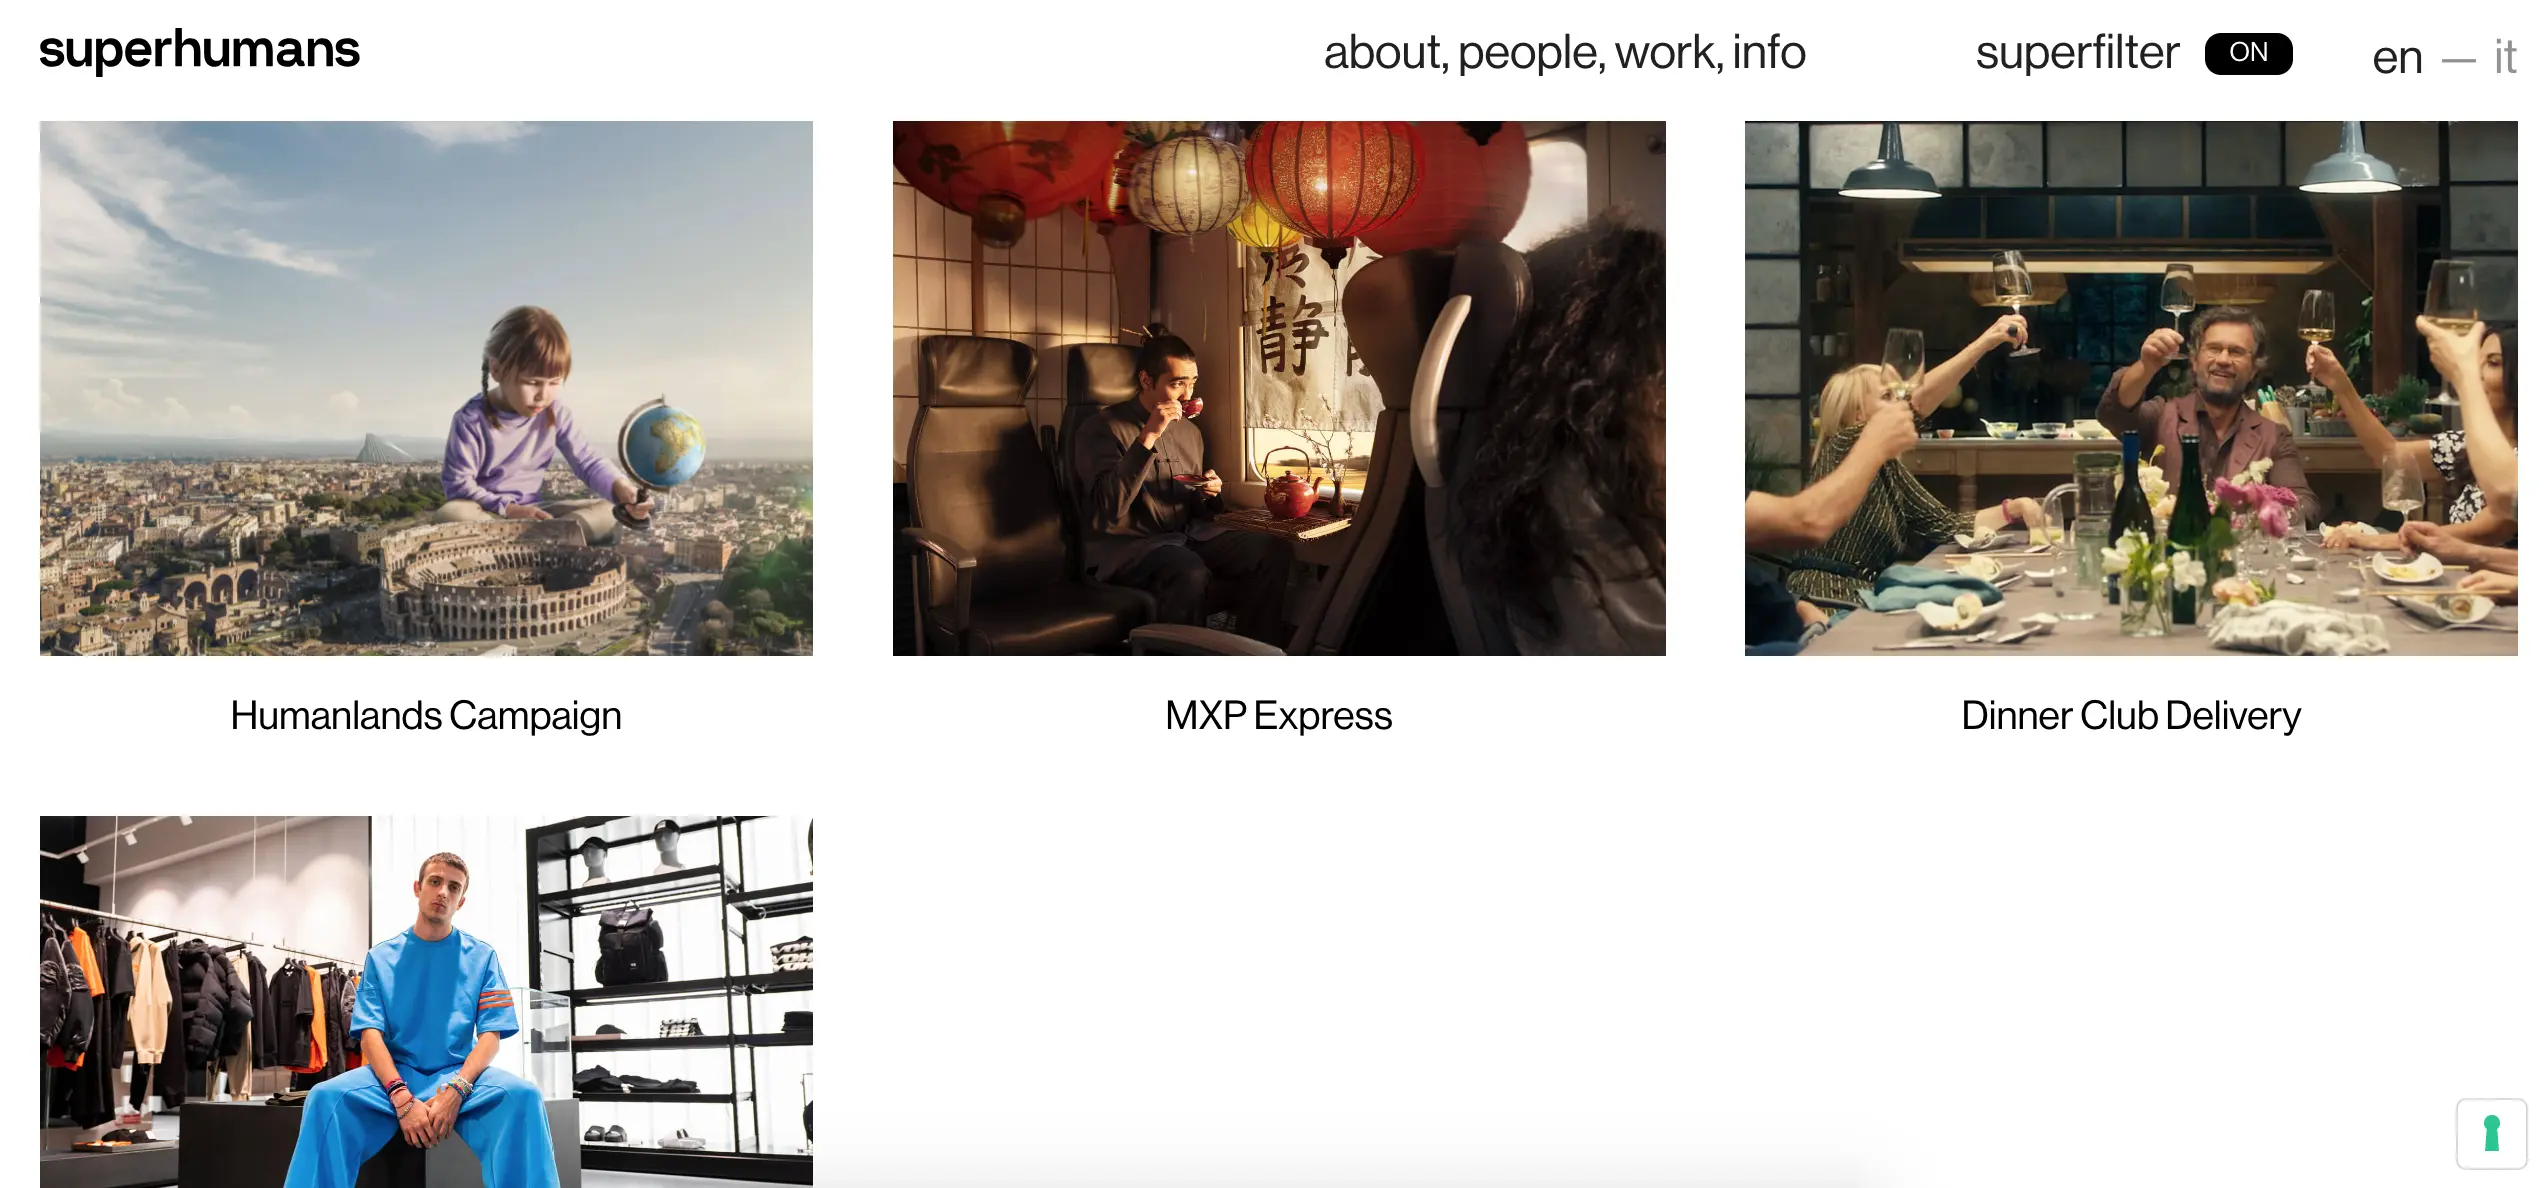 superhumans
about, people, work, info
superfilter ON
en — it
静
Humanlands Campaign
MXP Express
Dinner Club Delivery